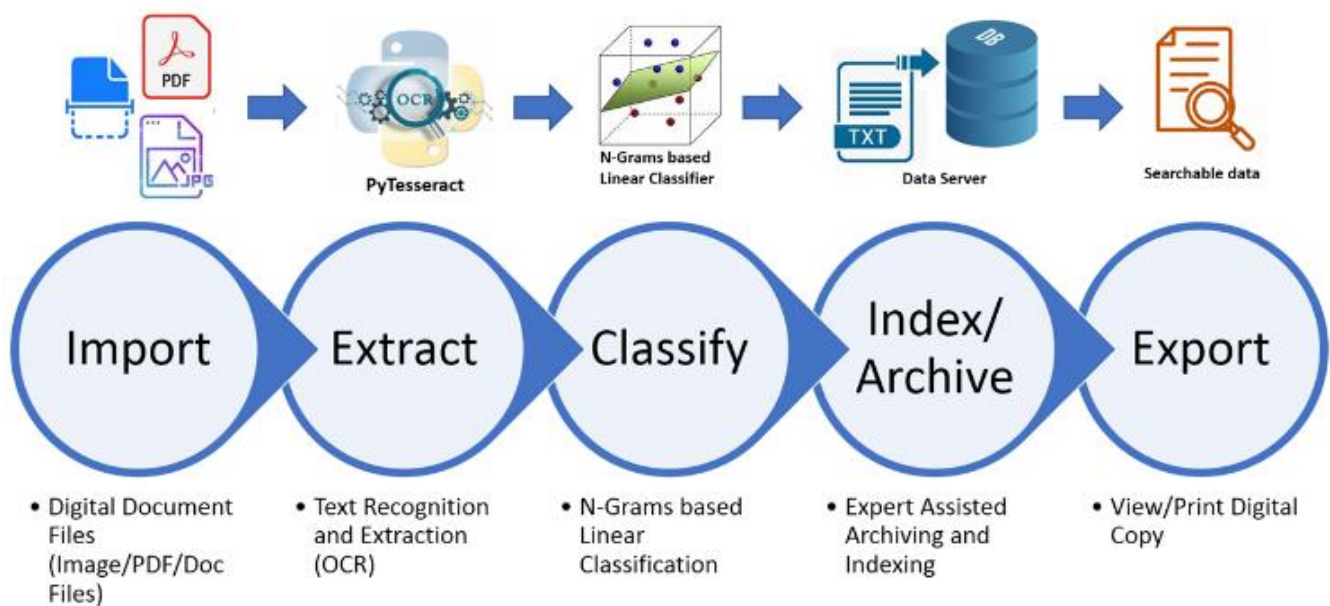 PDF
JPG
OCR
PyTesseract
N-Grams based
Linear Classifier
TXT
DB
Data Server
Searchable data
Import
Extract
Classify
Index/
Archive
Export
• Digital Document
Files
(Image/PDF/Doc
Files)
• Text Recognition
and Extraction
(OCR)
• N-Grams based
Linear
Classification
• Expert Assisted
Archiving and
Indexing
• View/Print Digital
Copy